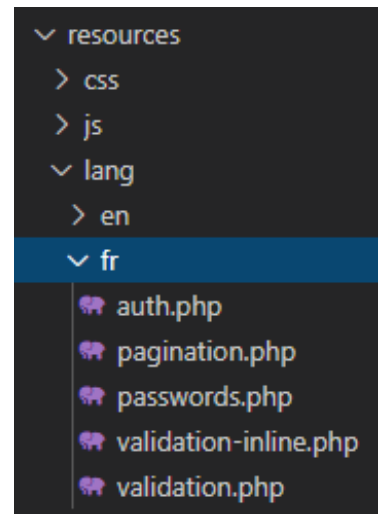 resources
css
js
lang
en
fr
auth.php
pagination.php
passwords.php
validation-inline.php
validation.php